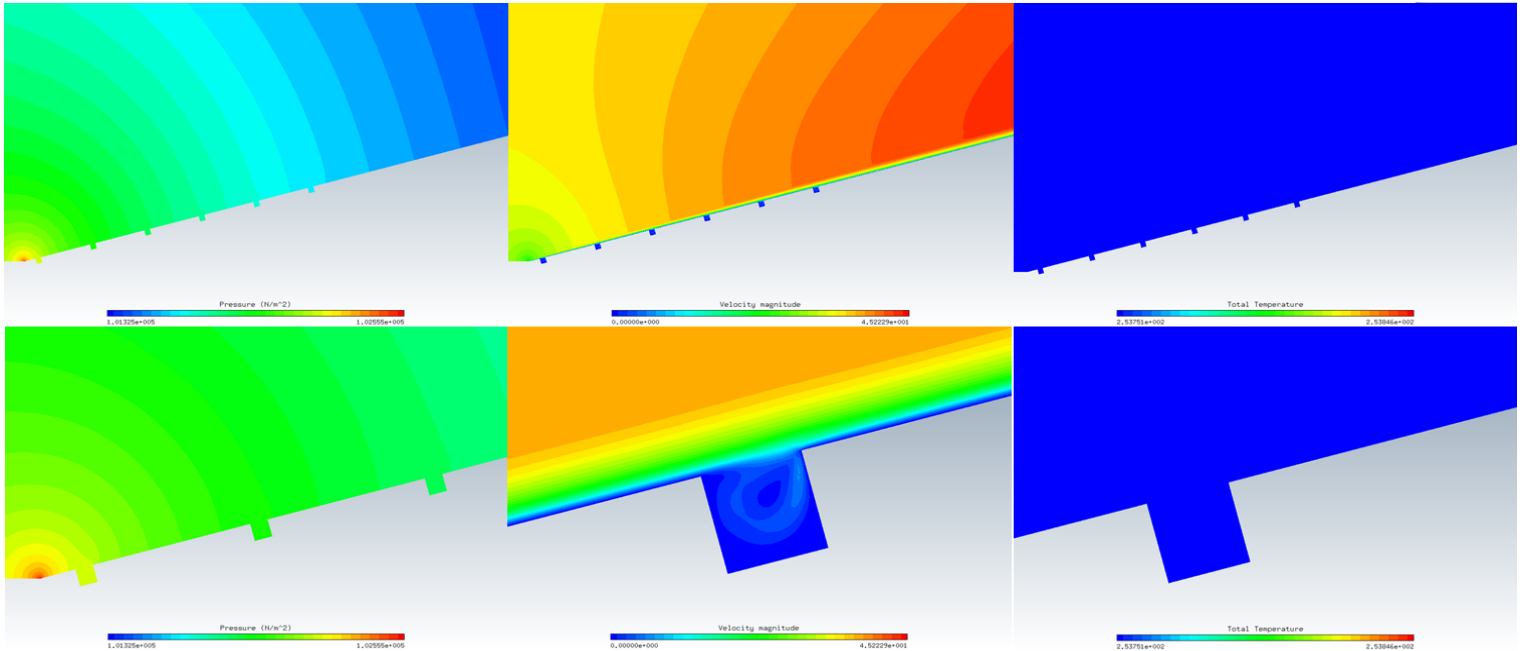 Pressure (N/m^2)
1.01325e+005 1.02555e+005
Velocity magnitude
0.00000e+000 4.52229e+001
Total Temperature
2.53751e+002 2.53846e+002
Pressure (N/m^2)
1.01325e+005 1.02555e+005
Velocity magnitude
0.00000e+000 4.52229e+001
Total Temperature
2.53751e+002 2.53846e+002